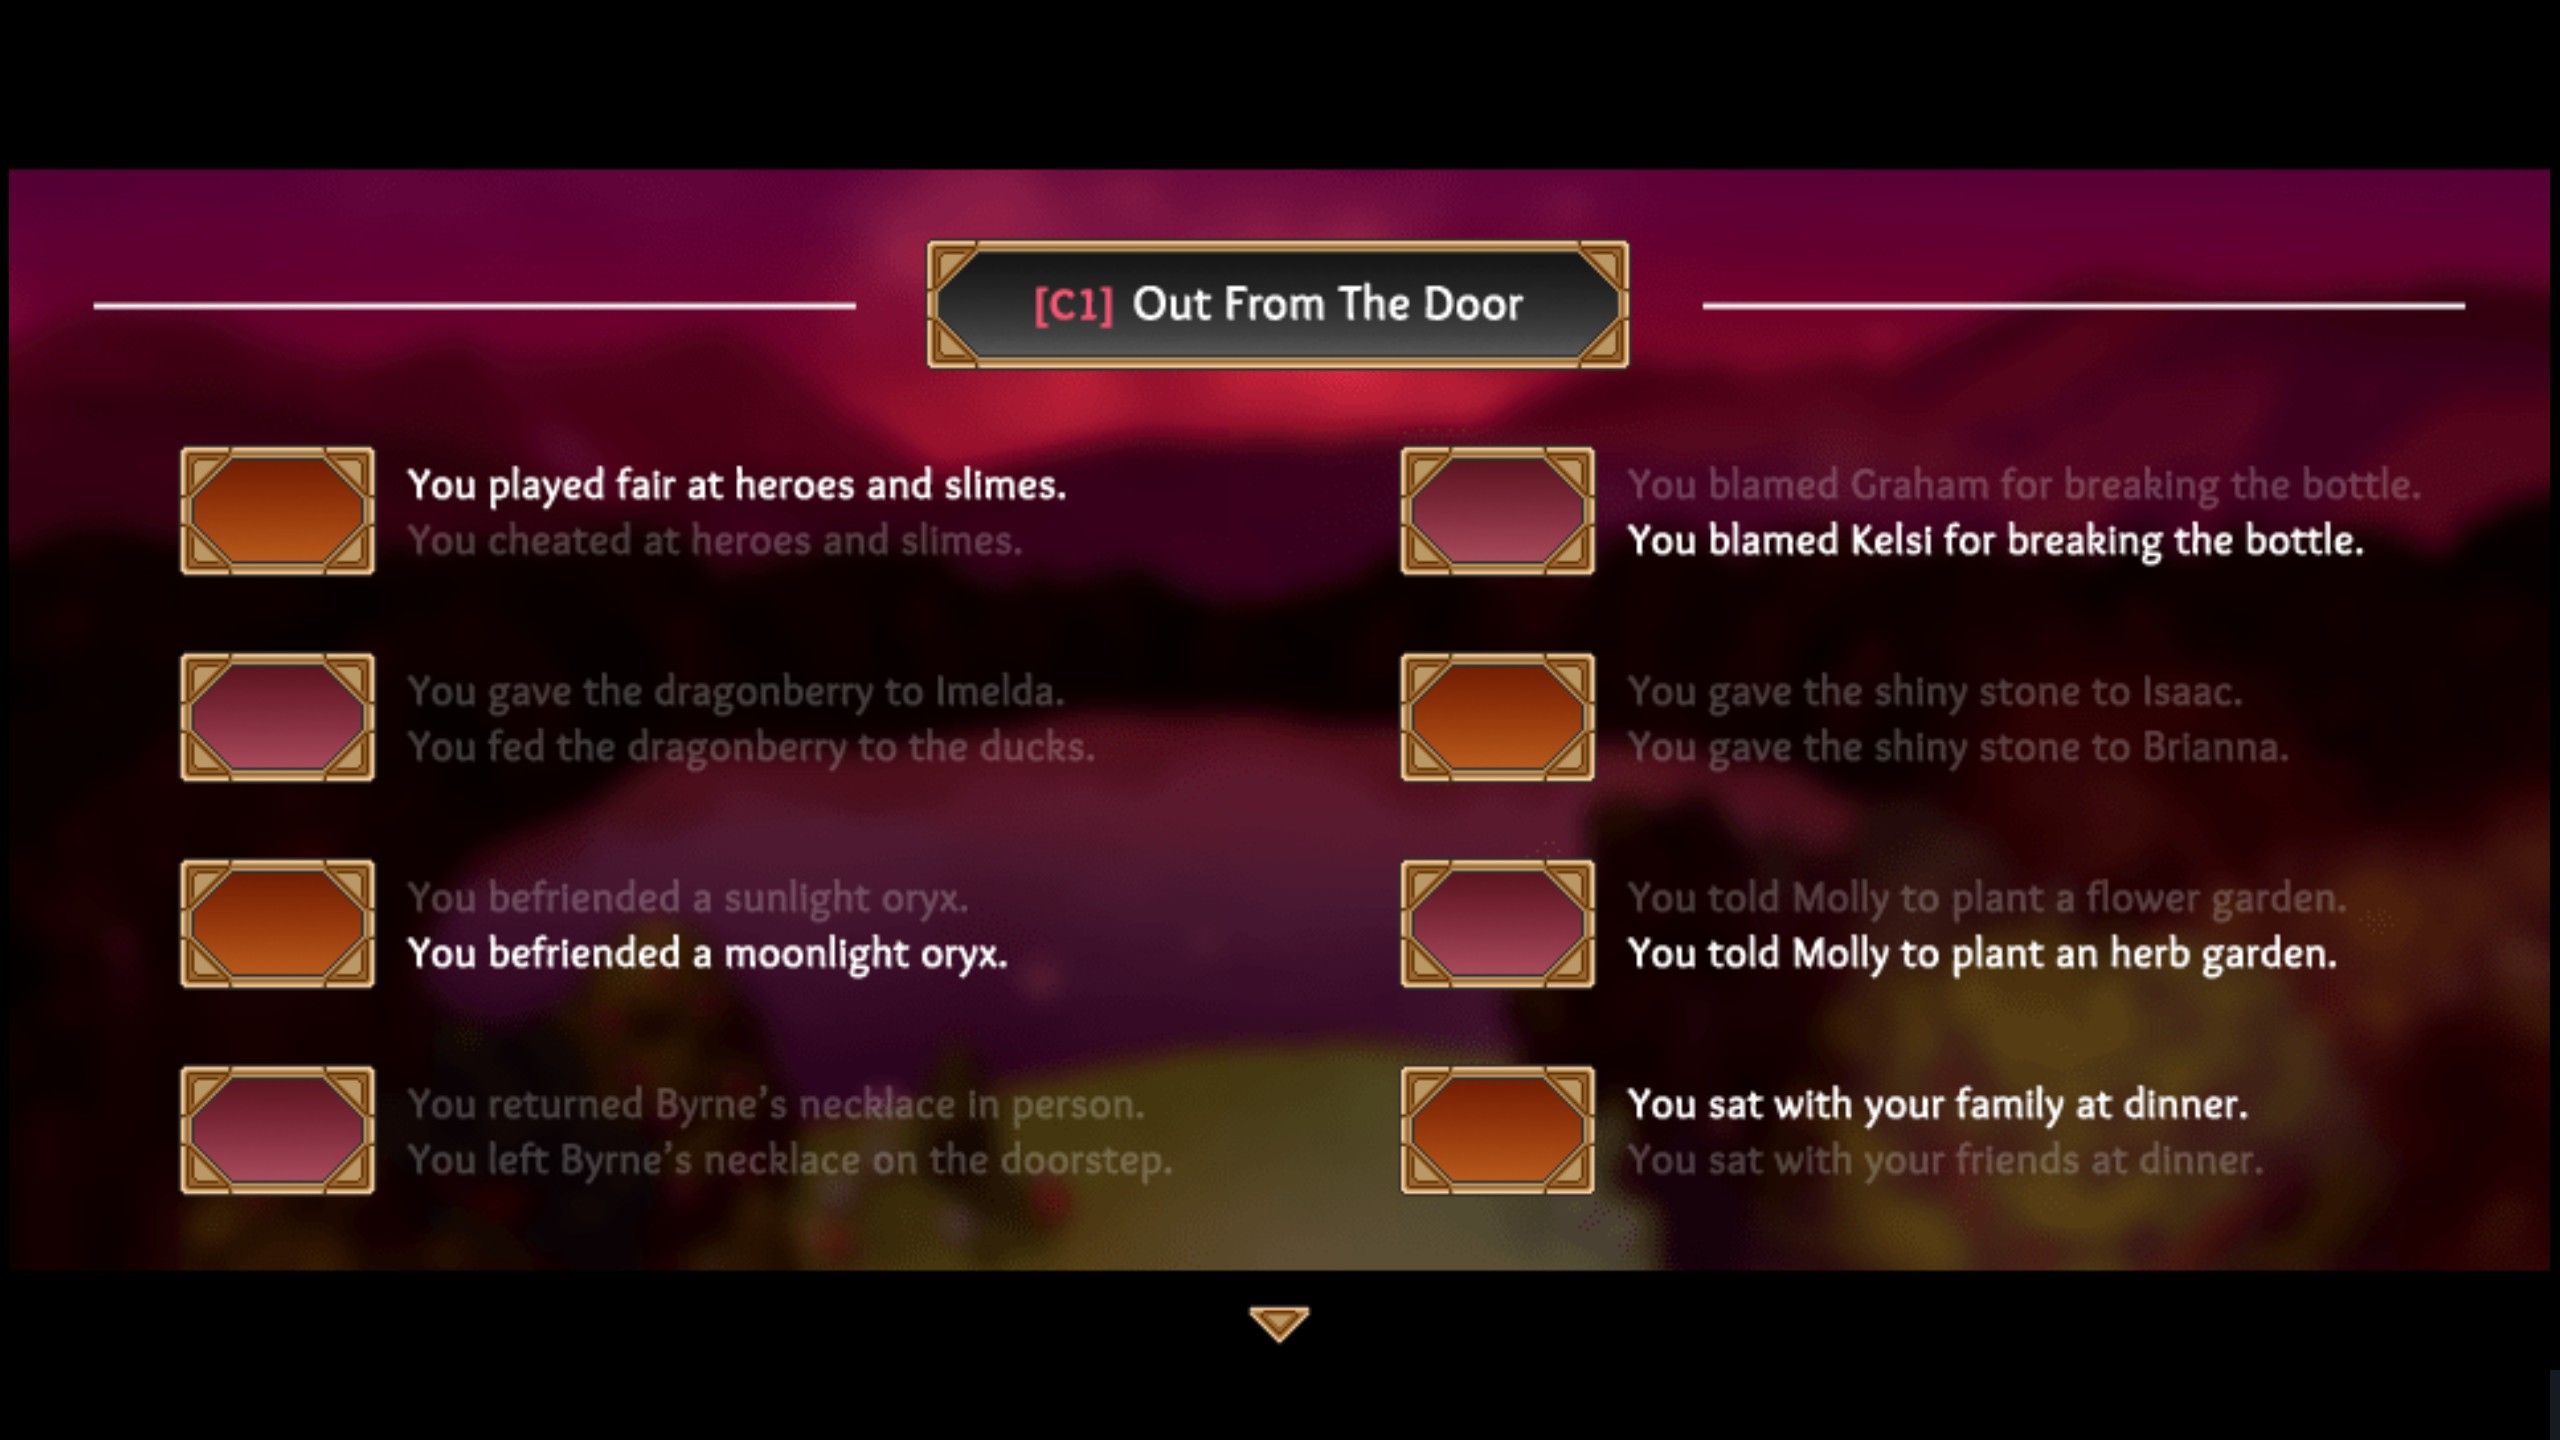 [C1] Out From The Door
You played fair at heroes and slimes.
You cheated at heroes and slimes.
You gave the dragonberry to Imelda.
You fed the dragonberry to the ducks.
You befriended a sunlight oryx.
You befriended a moonlight oryx.
You returned Byrne's necklace in person.
You left Byrne's necklace on the doorstep.
You blamed Graham for breaking the bottle.
You blamed Kelsi for breaking the bottle.
You gave the shiny stone to Isaac.
You gave the shiny stone to Brianna.
You told Molly to plant a flower garden.
You told Molly to plant an herb garden.
You sat with your family at dinner.
You sat with your friends at dinner.